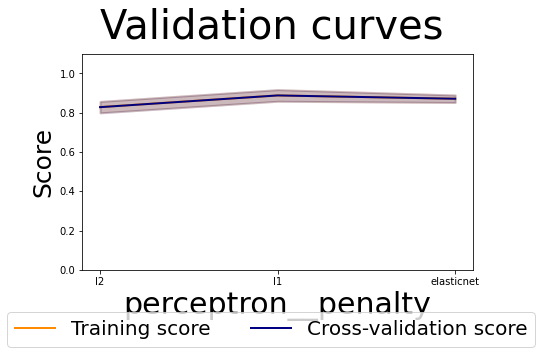 Validation curves
Score
1.0
0.8
0.6
0.4
0.2
0.0
l2 l1 elasticnet
perceptron__penalty
Training score Cross-validation score